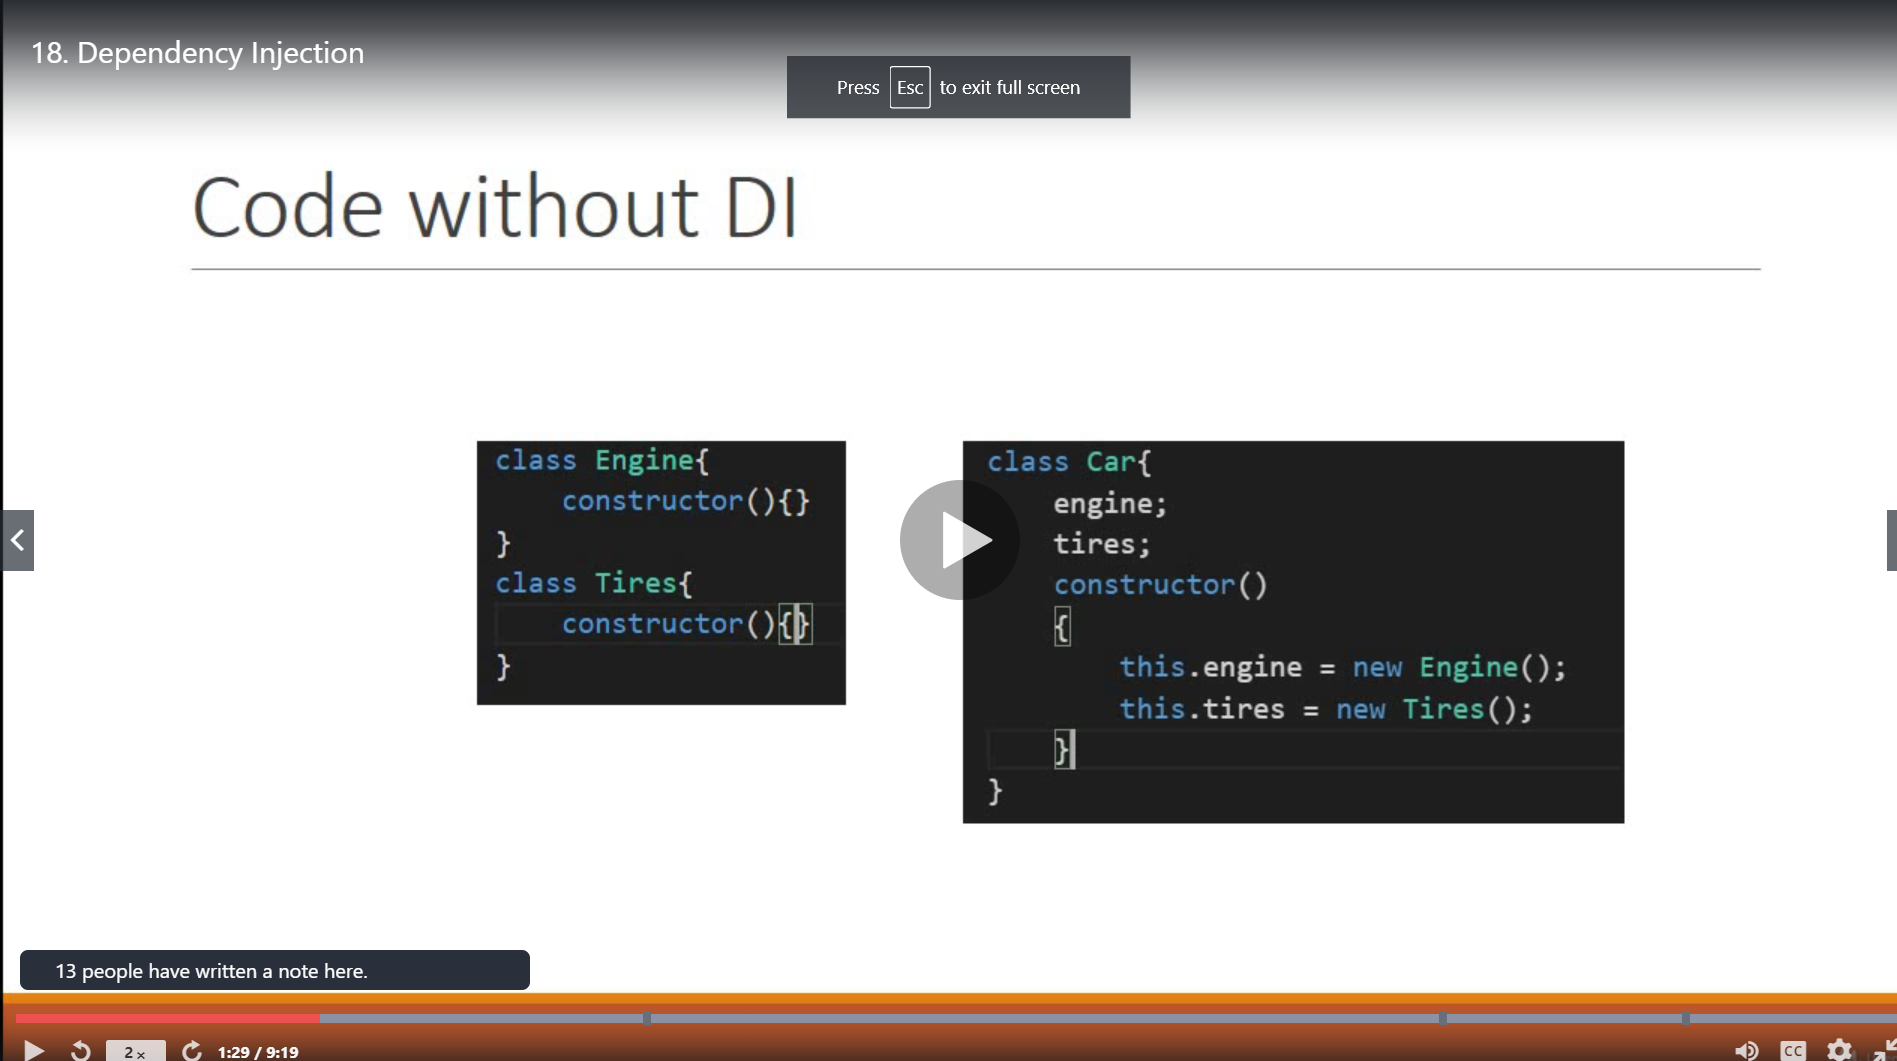 18. Dependency Injection
Press Esc to exit full screen
Code without DI
class Engine{
constructor(){}
}
class Tires{
constructor(){}
}
class Car{
engine;
tires;
constructor()
{
this.engine = new Engine();
this.tires = new Tires();
}
}
13 people have written a note here.
2x
1:29 / 9:19
CC